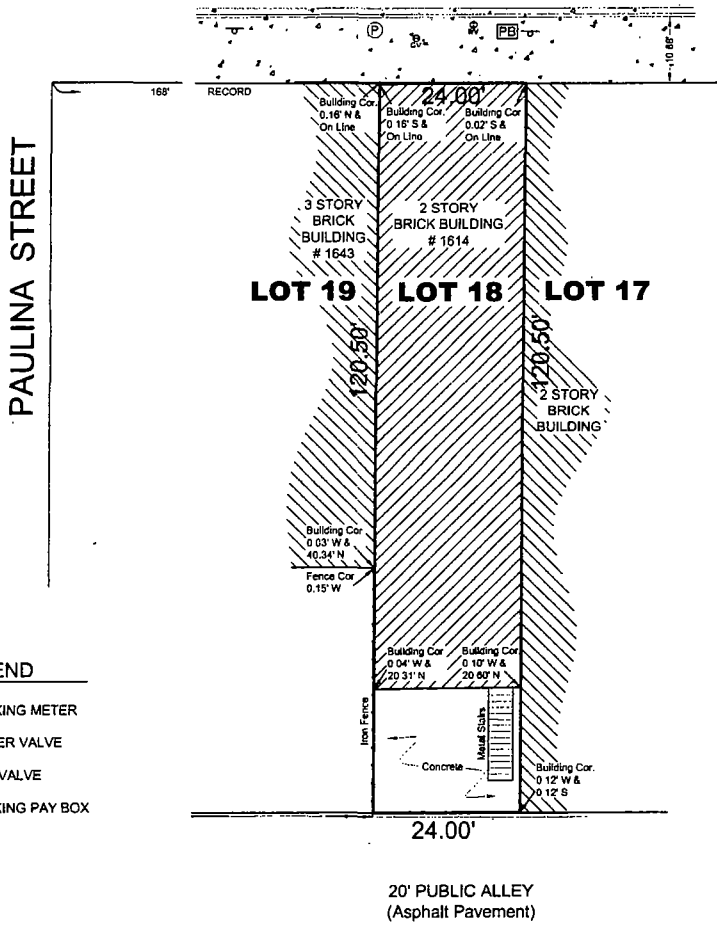 P
PB
10.66'
168'
RECORD
24.00'
Building Cor.
0.16' N &
On Line
Building Cor
0 16' S &
On Line
Building Cor
0.02' S &
On Line
PAULINA STREET
3 STORY
BRICK
BUILDING
# 1643
2 STORY
BRICK BUILDING
# 1614
LOT 19
LOT 18
LOT 17
120.50'
120.50'
2 STORY
BRICK
BUILDING
Building Cor
0 03' W &
40.34' N
Fence Cor
0.15' W
Building Cor
0 04' W &
20 31' N
Building Cor
0 10' W &
20 60' N
END
KING METER
ER VALVE
VALVE
KING PAY BOX
Iron Fence
Metal Stairs
Concrete
Building Cor.
0 12' W &
0 12' S
24.00'
20' PUBLIC ALLEY
(Asphalt Pavement)